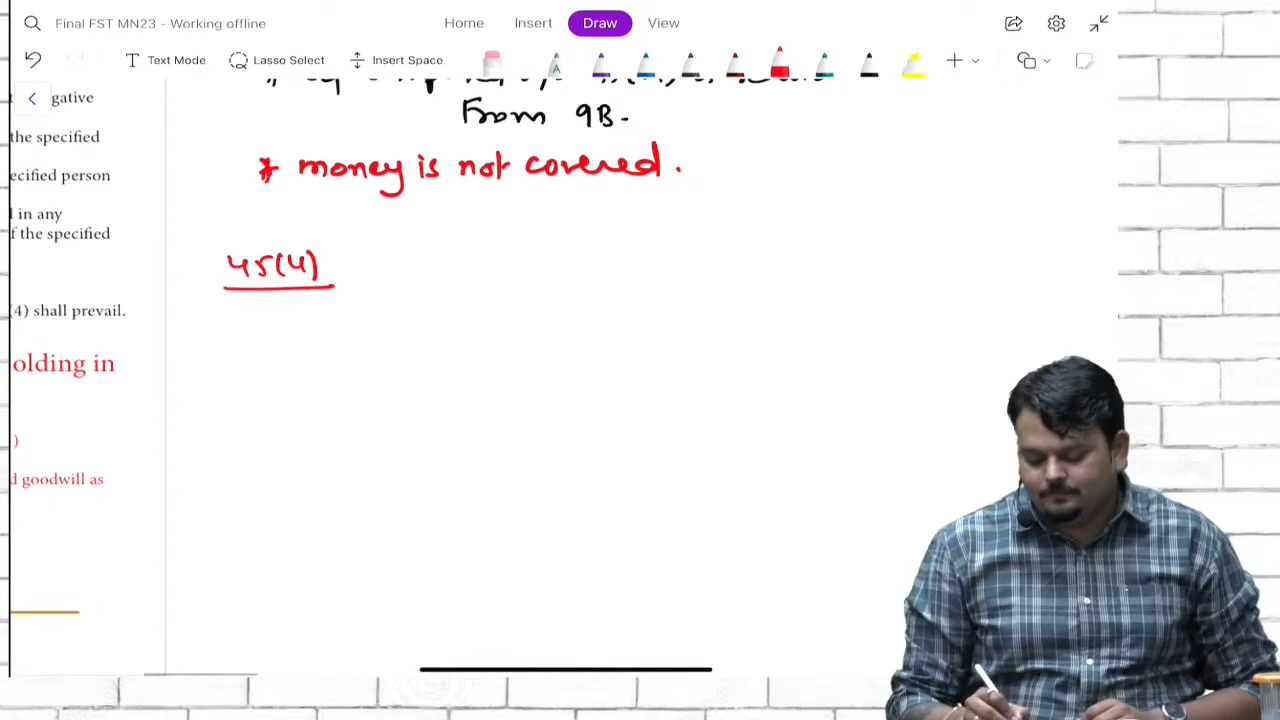 Final FST MN23 - Working offline
Home Insert Draw View
Text Mode Lasso Select Insert Space
gative
the specified
ecified person
l in any
f the specified
(4) shall prevail.
olding in
)
d goodwill as
From 9B.
* money is not covered.
45(4)